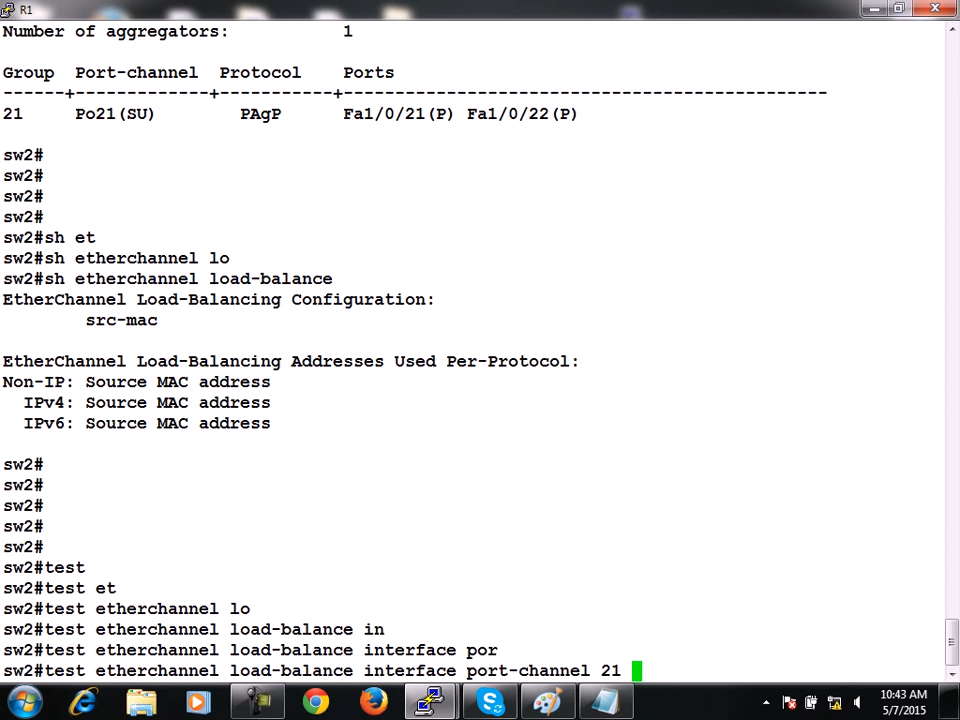 R1
Number of aggregators:           1
Group  Port-channel  Protocol    Ports
------+-------------+-----------+-----------------------------------------------
21     Po21(SU)        PAgP      Fa1/0/21(P) Fa1/0/22(P)
sw2#
sw2#
sw2#
sw2#
sw2#sh et
sw2#sh etherchannel lo
sw2#sh etherchannel load-balance
EtherChannel Load-Balancing Configuration:
        src-mac
EtherChannel Load-Balancing Addresses Used Per-Protocol:
Non-IP: Source MAC address
  IPv4: Source MAC address
  IPv6: Source MAC address
sw2#
sw2#
sw2#
sw2#
sw2#
sw2#test
sw2#test et
sw2#test etherchannel lo
sw2#test etherchannel load-balance in
sw2#test etherchannel load-balance interface por
sw2#test etherchannel load-balance interface port-channel 21
10:43 AM
5/7/2015